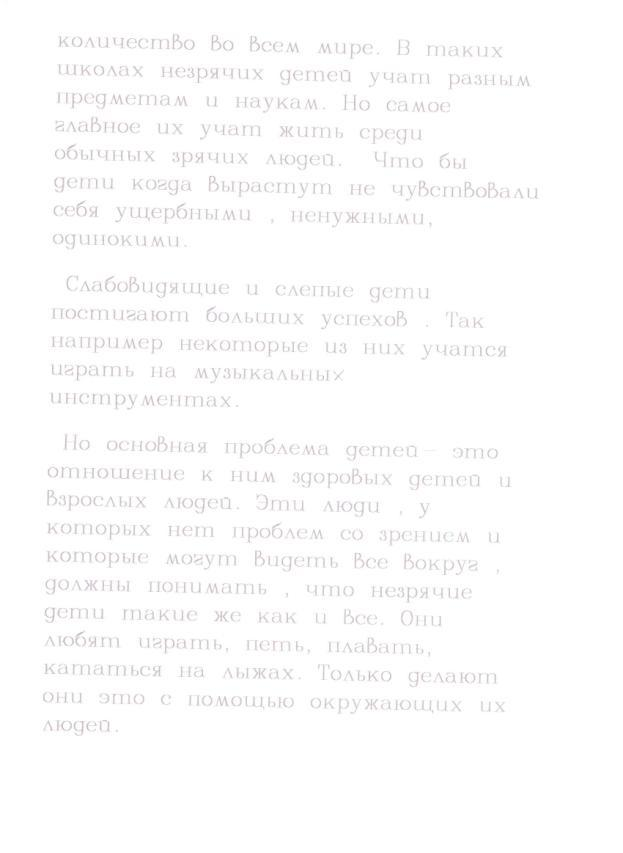 количество во всем мире. В таких
школах незрячих детей учат разным
предметам и наукам. Но самое
главное их учат жить среди
обычных зрячих людей.  Что бы
дети когда вырастут не чувствовали
себя ущербными , ненужными,
одинокими.
Слабовидящие и слепые дети
постигают больших успехов . Так
например некоторые из них учатся
играть на музыкальных
инструментах.
Но основная проблема детей – это
отношение к ним здоровых детей и
взрослых людей. Эти люди , у
которых нет проблем со зрением и
которые могут видеть все вокруг ,
должны понимать , что незрячие
дети такие же как и все. Они
любят играть, петь, плавать,
кататься на лыжах. Только делают
они это с помощью окружающих их
людей.